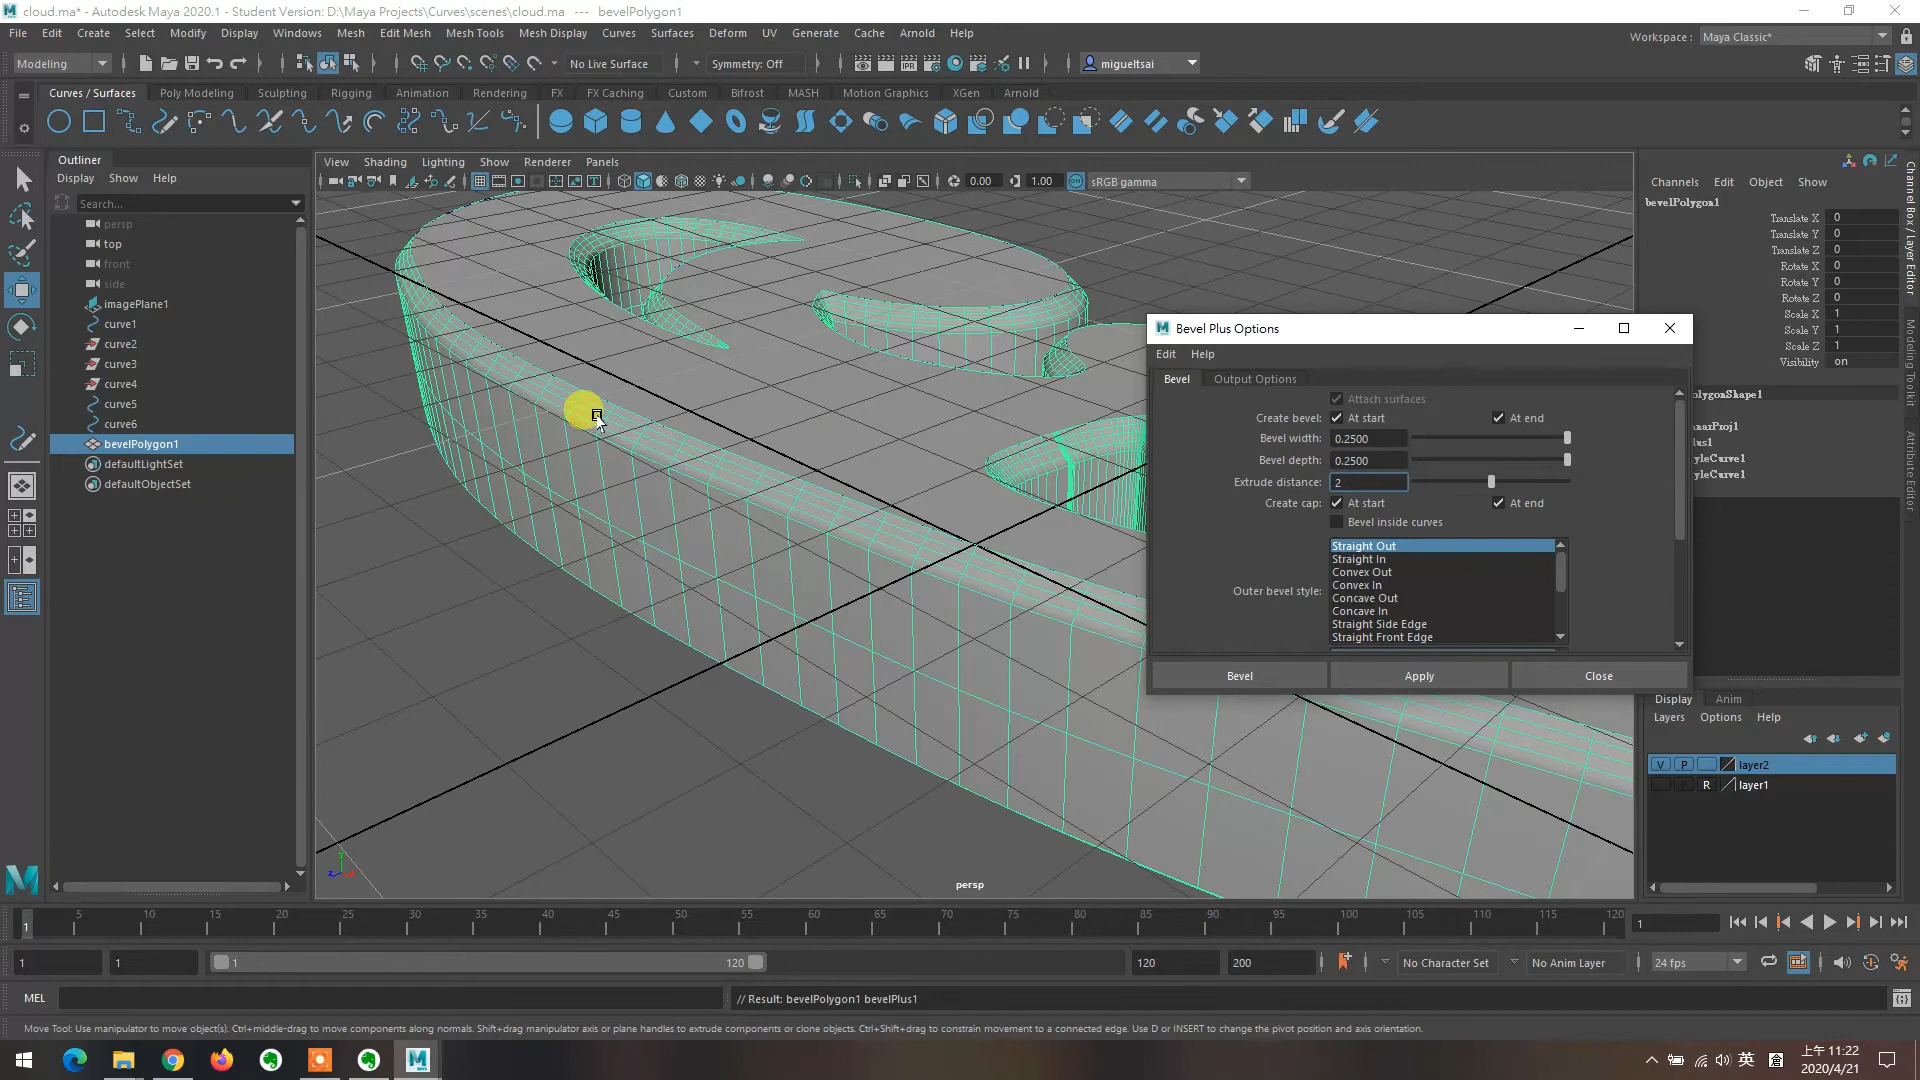 cloud.ma* - Autodesk Maya 2020.1 - Student Version: D:\Maya Projects\Curves\scenes\cloud.ma --- bevelPolygon1
File Edit Create Select Modify Display Windows Mesh Edit Mesh Mesh Tools Mesh Display Curves Surfaces Deform UV Generate Cache Arnold Help
Workspace : Maya Classic*
Modeling No Live Surface Symmetry: Off migueltsai
Curves / Surfaces Poly Modeling Sculpting Rigging Animation Rendering FX FX Caching Custom Bifrost MASH Motion Graphics XGen Arnold
Outliner
Display Show Help
Search...
persp
top
front
side
imagePlane1
curve1
curve2
curve3
curve4
curve5
curve6
bevelPolygon1
defaultLightSet
defaultObjectSet
View Shading Lighting Show Renderer Panels
0.00 1.00 sRGB gamma
persp
Bevel Plus Options
Edit Help
Bevel Output Options
Attach surfaces
Create bevel: At start At end
Bevel width: 0.2500
Bevel depth: 0.2500
Extrude distance: 2
Create cap: At start At end
Bevel inside curves
Outer bevel style:
Straight Out
Straight In
Convex Out
Convex In
Concave Out
Concave In
Straight Side Edge
Straight Front Edge
Bevel Apply Close
Channels Edit Object Show
bevelPolygon1
Translate X 0
Translate Y 0
Translate Z 0
Rotate X 0
Rotate Y 0
Rotate Z 0
Scale X 1
Scale Y 1
Scale Z 1
Visibility on
olygonShape1
narProj1
lus1
yleCurve1
yleCurve1
Channel Box / Layer Editor
Modeling Toolkit
Attribute Editor
Display Anim
Layers Options Help
V P layer2
R layer1
1 5 10 15 20 25 30 35 40 45 50 55 60 65 70 75 80 85 90 95 100 105 110 115 120
1
1 1 1 120 120 200 No Character Set No Anim Layer 24 fps
MEL // Result: bevelPolygon1 bevelPlus1
Move Tool: Use manipulator to move object(s). Ctrl+middle-drag to move components along normals. Shift+drag manipulator axis or plane handles to extrude components or clone objects. Ctrl+Shift+drag to constrain movement to a connected edge. Use D or INSERT to change the pivot position and axis orientation.
英
上午 11:22
2020/4/21